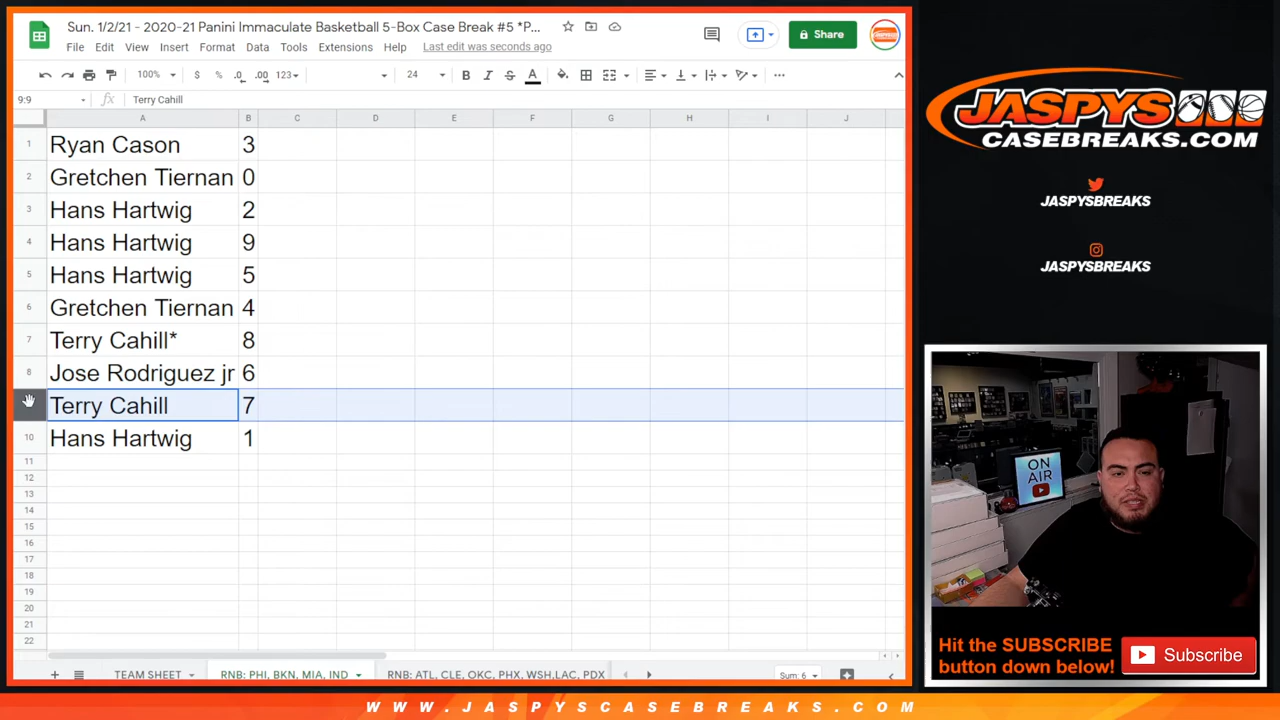 Sun. 1/2/21 - 2020-21 Panini Immaculate Basketball 5-Box Case Break #5 *P...
File Edit View Insert Format Data Tools Extensions Help Last edit was seconds ago
Share
100% $ % .0 .00 123 24 B I S A
9:9 fx Terry Cahill
A B C D E F G H I J
1 Ryan Cason 3
2 Gretchen Tiernan 0
3 Hans Hartwig 2
4 Hans Hartwig 9
5 Hans Hartwig 5
6 Gretchen Tiernan 4
7 Terry Cahill* 8
8 Jose Rodriguez jr 6
Terry Cahill 7
10 Hans Hartwig 1
11
12
13
14
15
16
17
18
19
20
21
22
TEAM SHEET RNB: PHI, BKN, MIA, IND RNB: ATL, CLE, OKC, PHX, WSH,LAC, PDX Sum: 6
JASPYS
CASEBREAKS.COM
JASPYSBREAKS
JASPYSBREAKS
ON
AIR
Hit the SUBSCRIBE
button down below!
Subscribe
WWW.JASPYSCASEBREAKS.COM